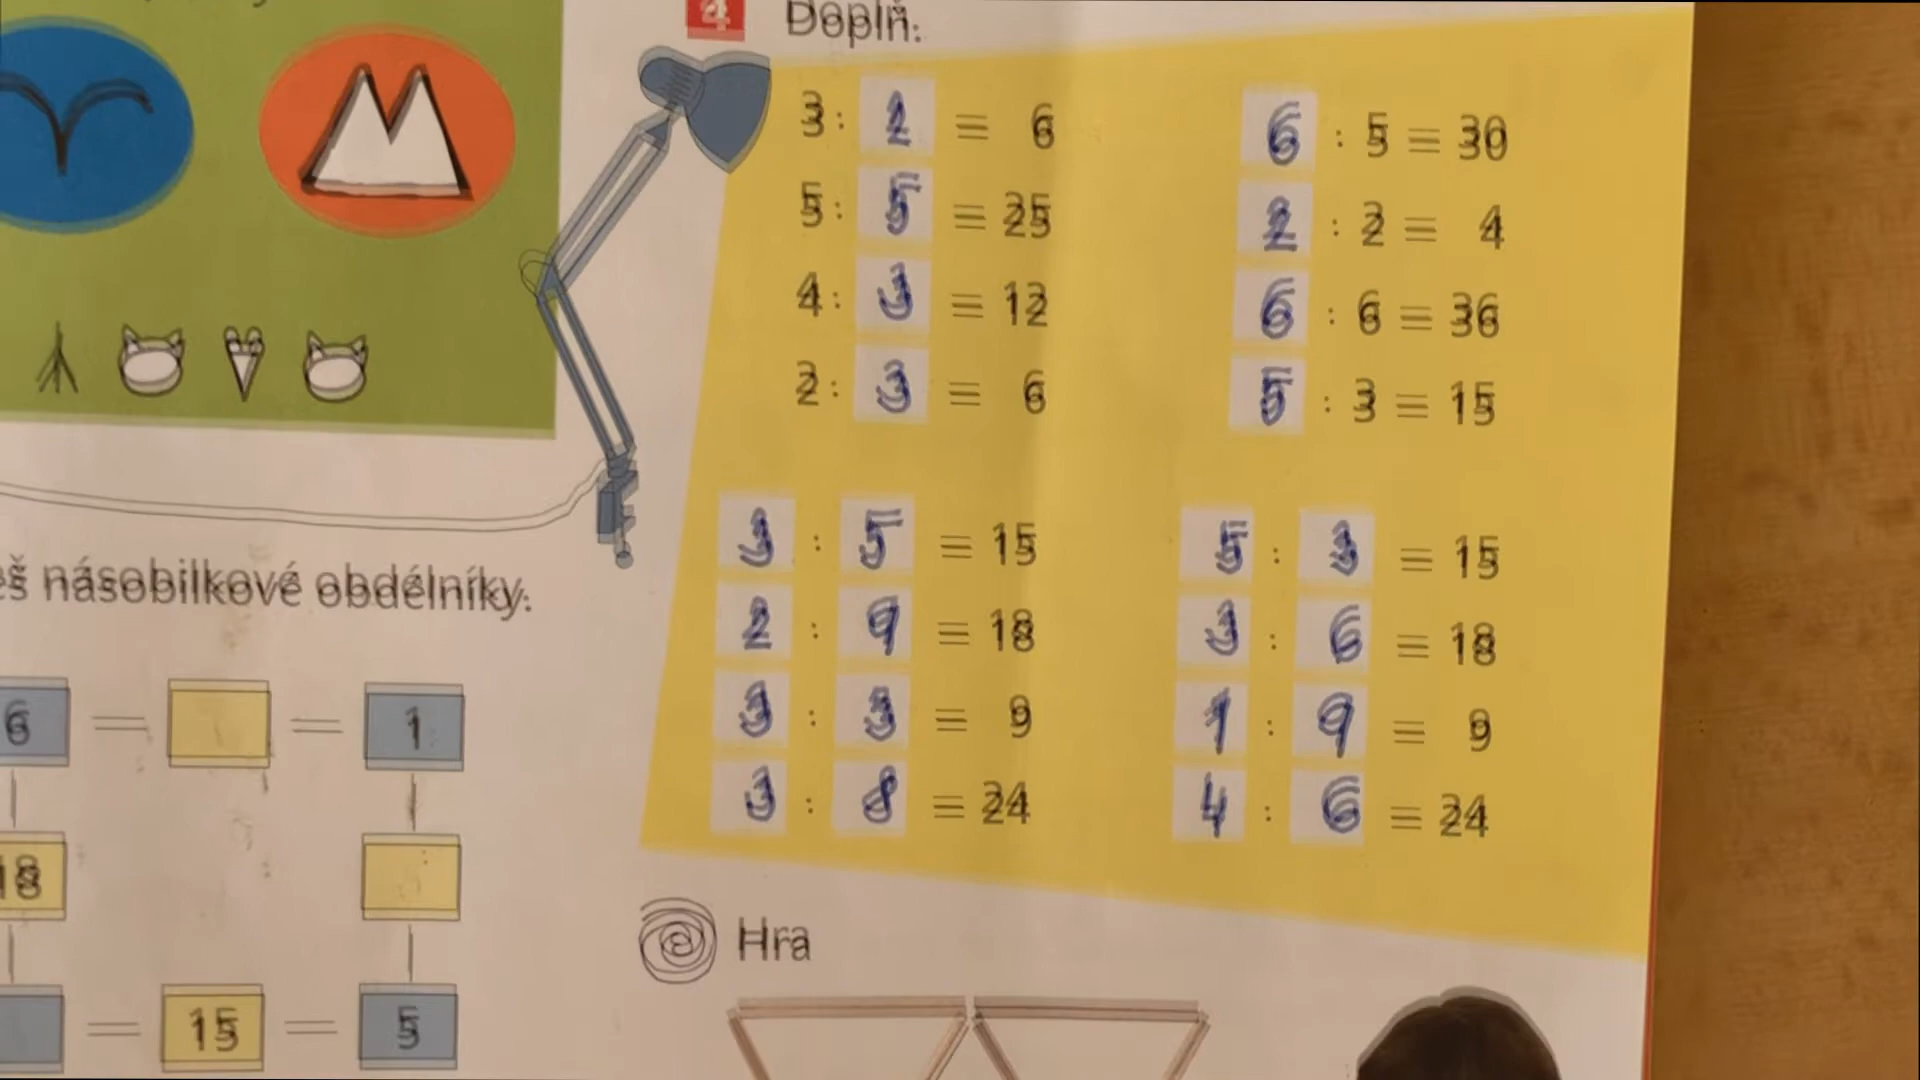 4 Doplň.
3 : 2 = 6
5 : 5 = 25
4 : 3 = 12
2 : 3 = 6
6 : 5 = 30
2 : 2 = 4
6 : 6 = 36
5 : 3 = 15
3 : 5 = 15
2 : 9 = 18
3 : 3 = 9
3 : 8 = 24
5 : 3 = 15
3 : 6 = 18
1 : 9 = 9
4 : 6 = 24
násobilkové obdélníky.
6 = = 1
18
= 15 = 5
Hra